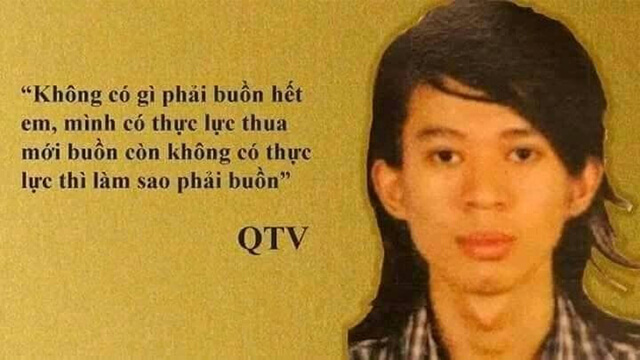 “Không có gì phải buồn hết
em, mình có thực lực thua
mới buồn còn không có thực
lực thì làm sao phải buồn”
QTV